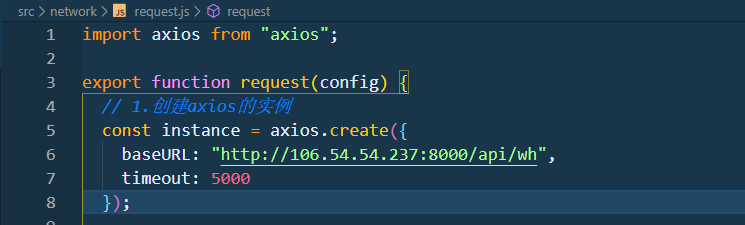 src > network > JS request.js > request
1 import axios from "axios";
2
3 export function request(config) {
4 // 1.创建axios的实例
5 const instance = axios.create({
6 baseURL: "http://106.54.54.237:8000/api/wh",
7 timeout: 5000
8 });